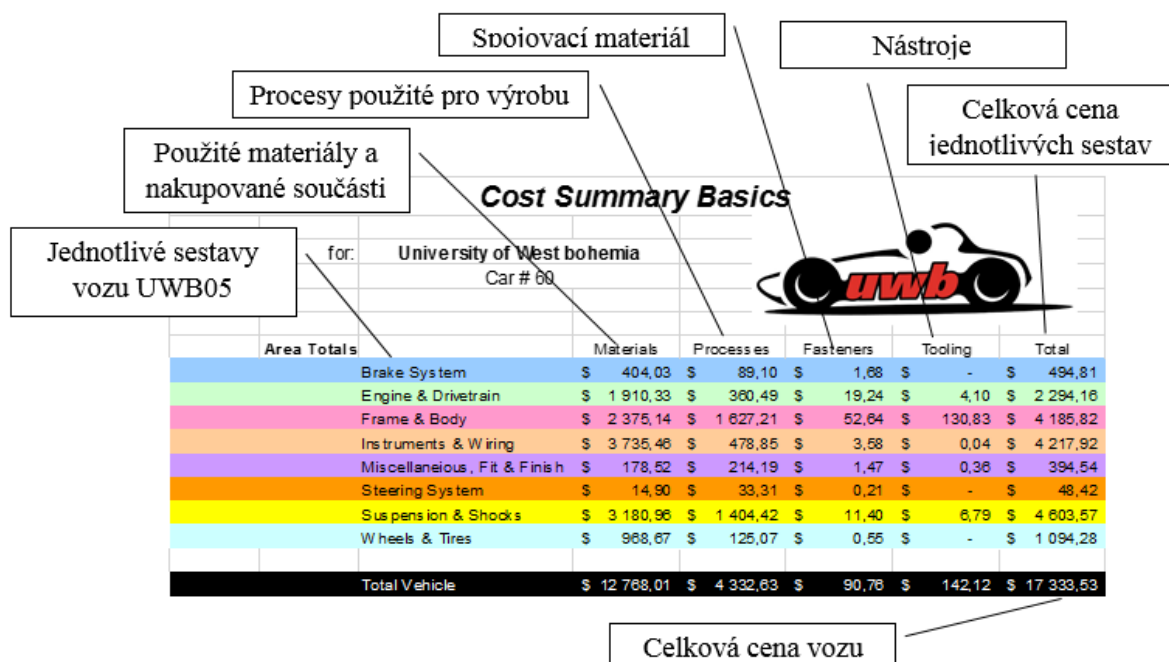 Spojovací materiál
Nástroje
Procesy použité pro výrobu
Celková cena
jednotlivých sestav
Použité materiály a
nakupované součásti
Cost Summary Basics
Jednotlivé sestavy
vozu UWB05
for: University of West bohemia
Car # 60
uwb
Area Totals Materials Processes Fasteners Tooling Total
Brake System $ 404,03 $ 89,10 $ 1,68 $ - $ 494,81
Engine & Drivetrain $ 1 910,33 $ 360,49 $ 19,24 $ 4,10 $ 2 294,16
Frame & Body $ 2 375,14 $ 1 627,21 $ 52,64 $ 130,83 $ 4 185,82
Instruments & Wiring $ 3 735,46 $ 478,85 $ 3,58 $ 0,04 $ 4 217,92
Miscellaneious, Fit & Finish $ 178,52 $ 214,19 $ 1,47 $ 0,36 $ 394,54
Steering System $ 14,90 $ 33,31 $ 0,21 $ - $ 48,42
Suspension & Shocks $ 3 180,96 $ 1 404,42 $ 11,40 $ 6,79 $ 4 603,57
Wheels & Tires $ 968,67 $ 125,07 $ 0,55 $ - $ 1 094,28
Total Vehicle $ 12 768,01 $ 4 332,63 $ 90,76 $ 142,12 $ 17 333,53
Celková cena vozu